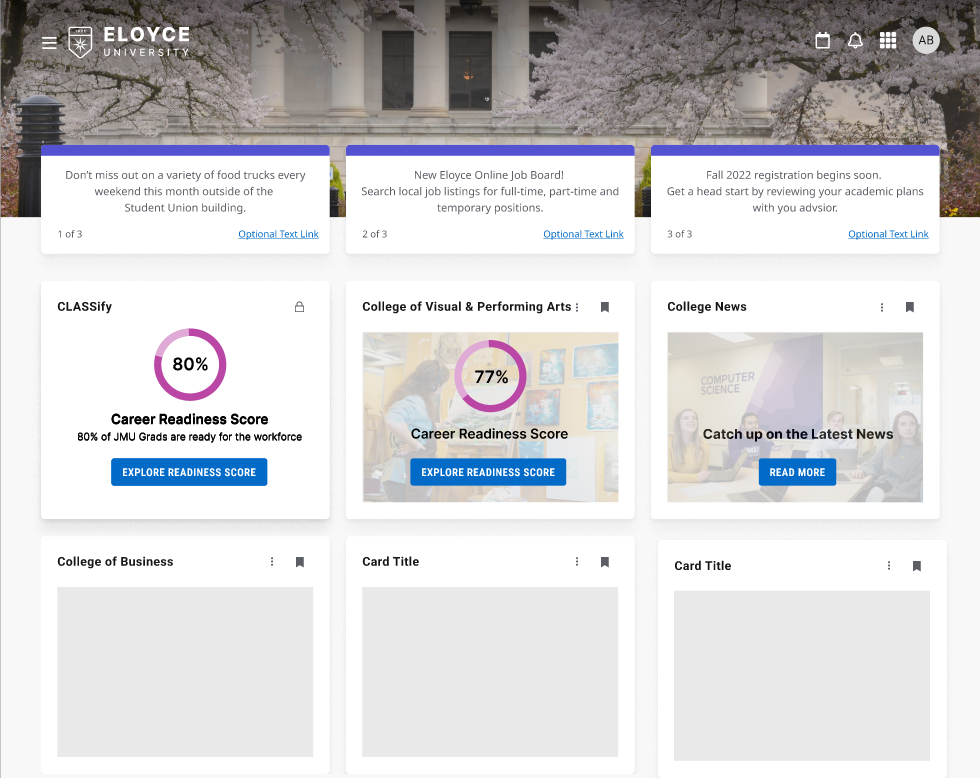 ELOYCE
UNIVERSITY
AB
Don't miss out on a variety of food trucks every
weekend this month outside of the
Student Union building.
1 of 3
Optional Text Link
New Eloyce Online Job Board!
Search local job listings for full-time, part-time and
temporary positions.
2 of 3
Optional Text Link
Fall 2022 registration begins soon.
Get a head start by reviewing your academic plans
with you advsior.
3 of 3
Optional Text Link
CLASSify
80%
Career Readiness Score
80% of JMU Grads are ready for the workforce
EXPLORE READINESS SCORE
College of Visual & Performing Arts
77%
Career Readiness Score
EXPLORE READINESS SCORE
College News
COMPUTER
SCIENCE
Catch up on the Latest News
READ MORE
College of Business
Card Title
Card Title